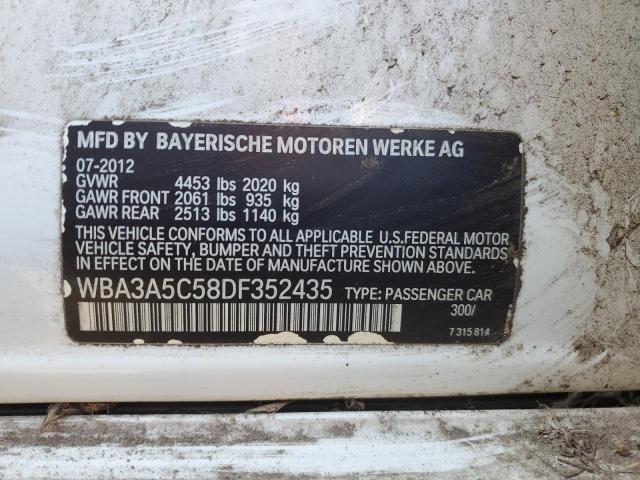 MFD BY BAYERISCHE MOTOREN WERKE AG
07-2012
GVWR 4453 lbs 2020 kg
GAWR FRONT 2061 lbs 935 kg
GAWR REAR 2513 lbs 1140 kg
THIS VEHICLE CONFORMS TO ALL APPLICABLE U.S.FEDERAL MOTOR
VEHICLE SAFETY, BUMPER AND THEFT PREVENTION STANDARDS
IN EFFECT ON THE DATE OF MANUFACTURE SHOWN ABOVE.
WBA3A5C58DF352435 TYPE: PASSENGER CAR
300/
7 315 814